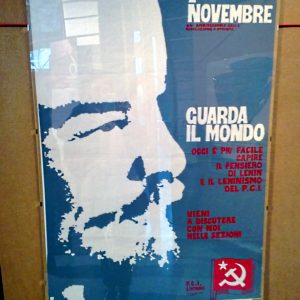 NOVEMBRE
GUARDA
IL MONDO
OGGI È PIÙ FACILE
CAPIRE
IL PENSIERO
DI LENIN
E IL LENINISMO
DEL P.C.I.
VIENI
A DISCUTERE
CON NOI
NELLE SEZIONI
P.C.I.